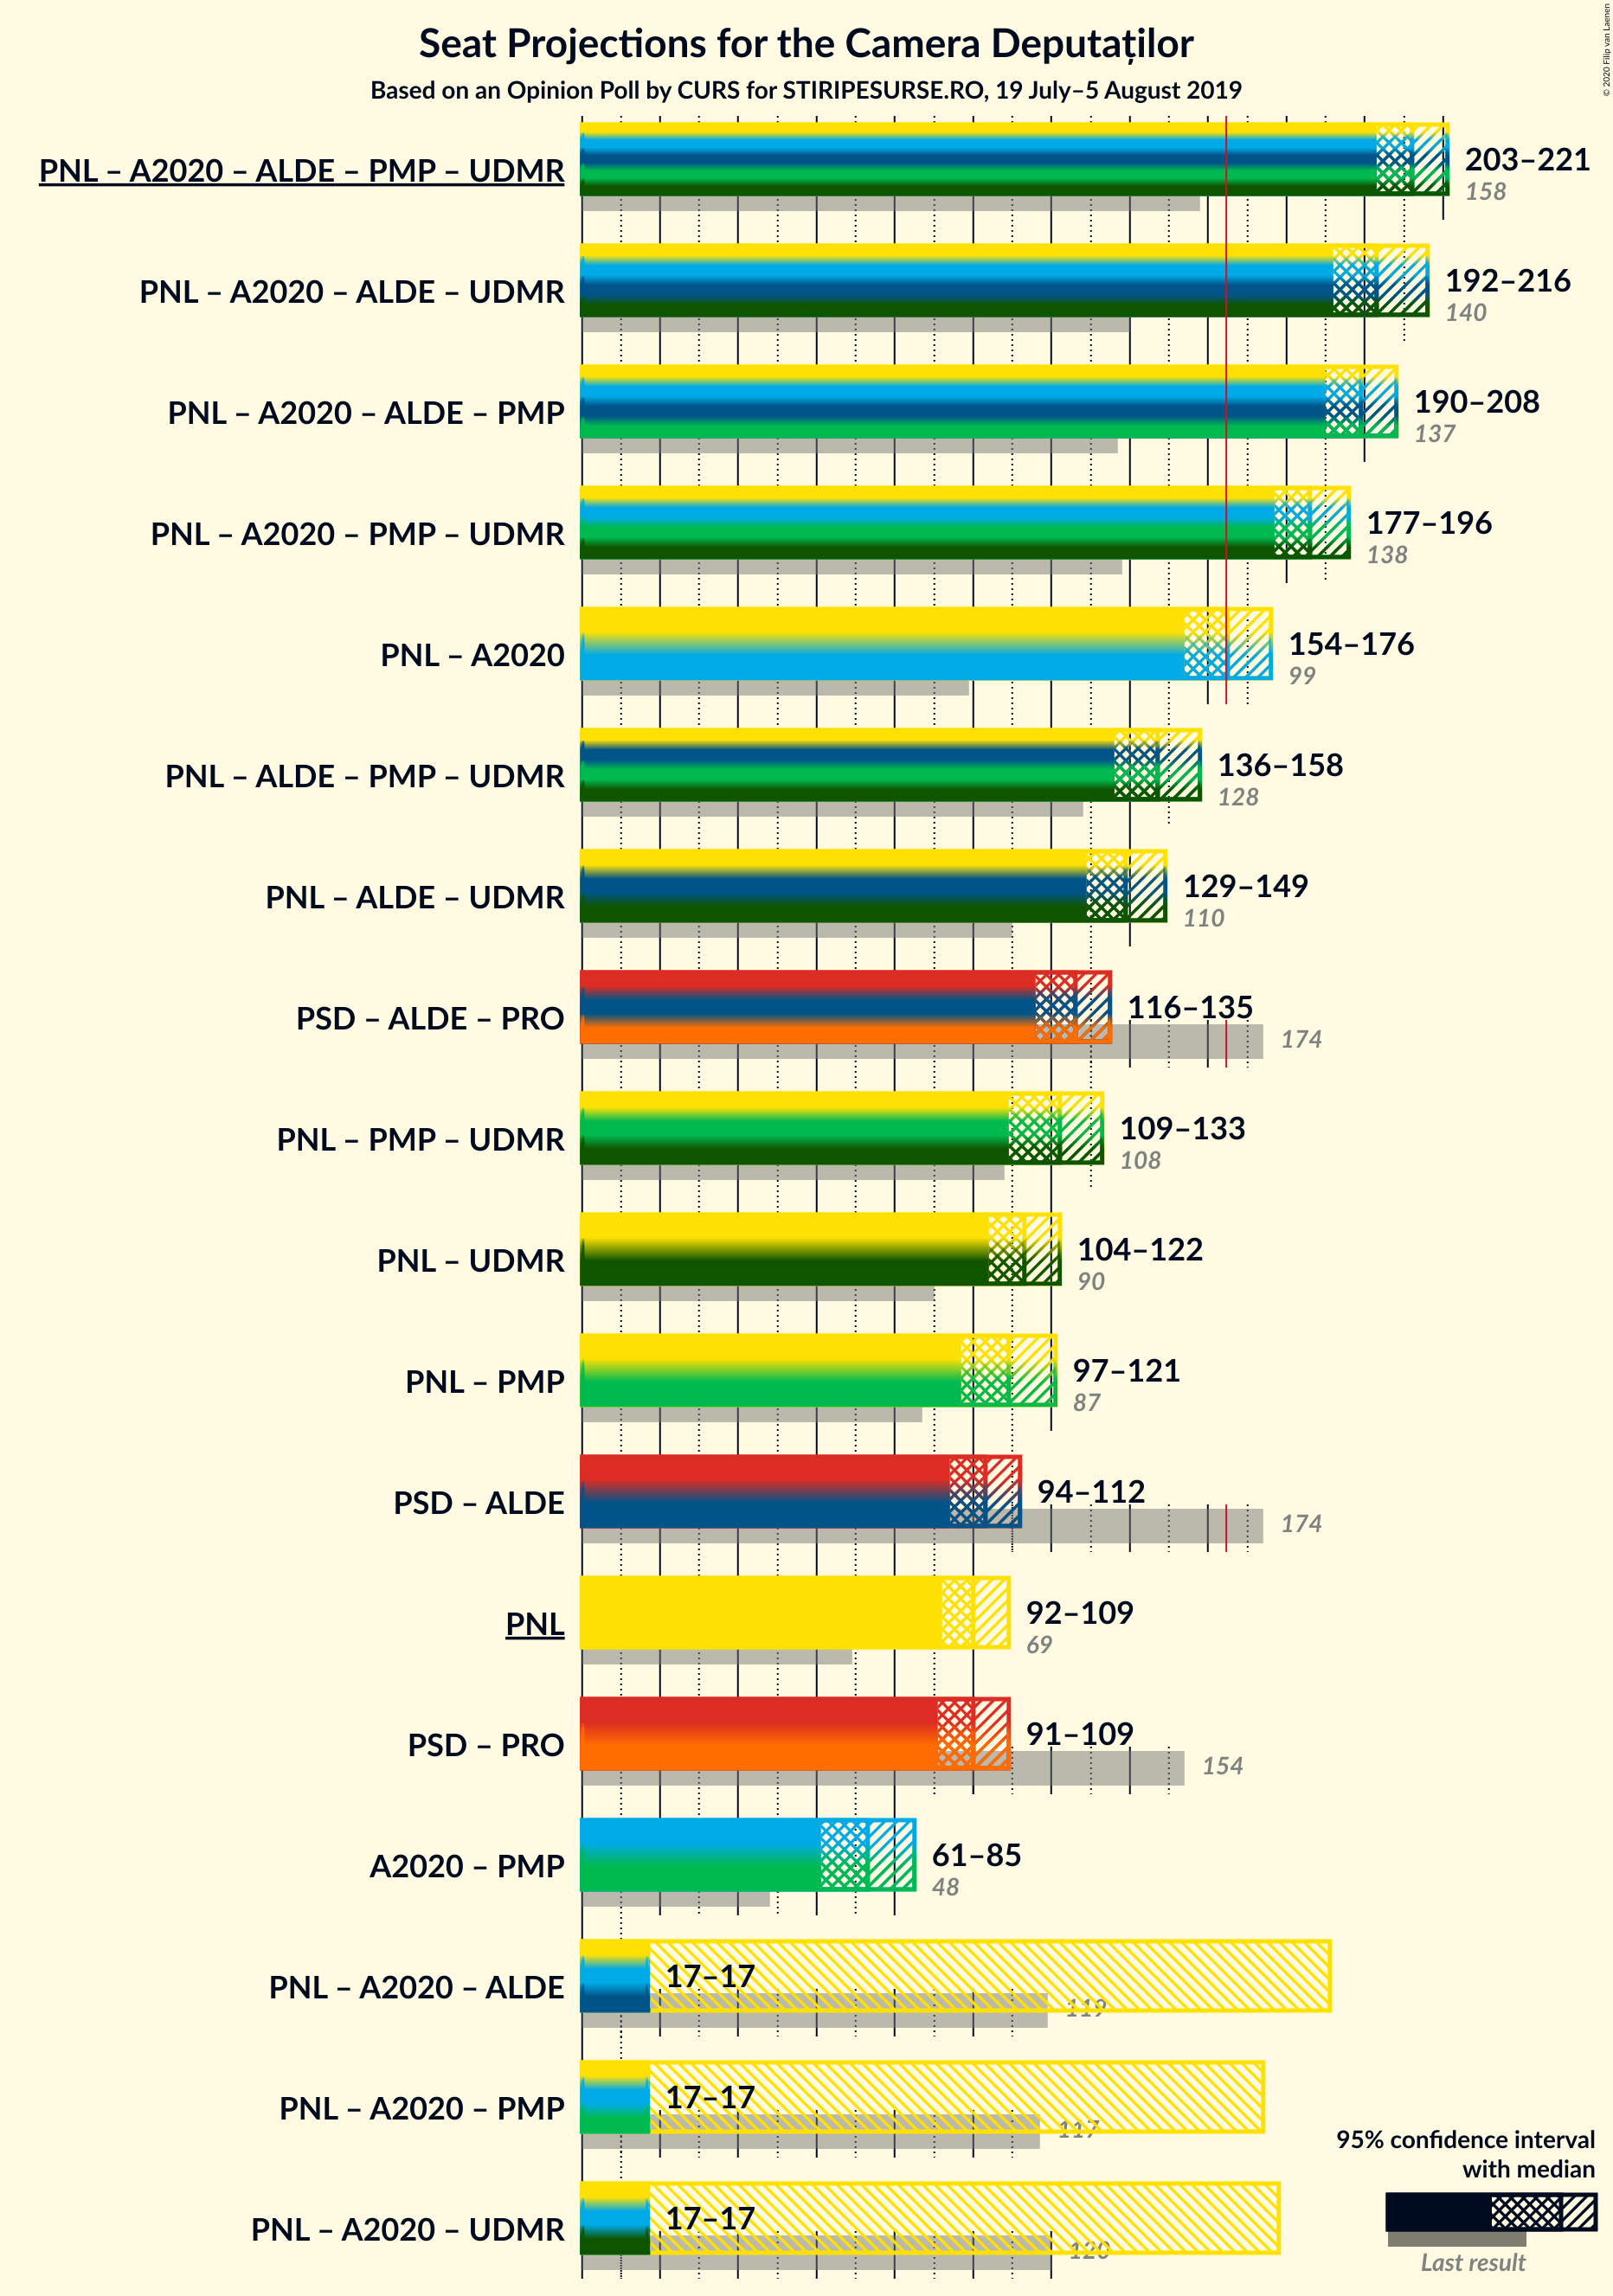 © 2020 Filip van Laenen
Seat Projections for the Camera Deputaților
Based on an Opinion Poll by CURS for STIRIPESURSE.RO, 19 July–5 August 2019
PNL – A2020 – ALDE – PMP – UDMR
203–221
158
PNL – A2020 – ALDE – UDMR
192–216
140
PNL – A2020 – ALDE – PMP
190–208
137
PNL – A2020 – PMP – UDMR
177–196
138
PNL – A2020
154–176
99
PNL – ALDE – PMP – UDMR
136–158
128
PNL – ALDE – UDMR
129–149
110
PSD – ALDE – PRO
116–135
174
PNL – PMP – UDMR
109–133
108
PNL – UDMR
104–122
90
PNL – PMP
97–121
87
PSD – ALDE
94–112
174
PNL
92–109
69
PSD – PRO
91–109
154
A2020 – PMP
61–85
48
PNL – A2020 – ALDE
17–17
119
PNL – A2020 – PMP
17–17
117
PNL – A2020 – UDMR
17–17
120
95% confidence interval
with median
Last result